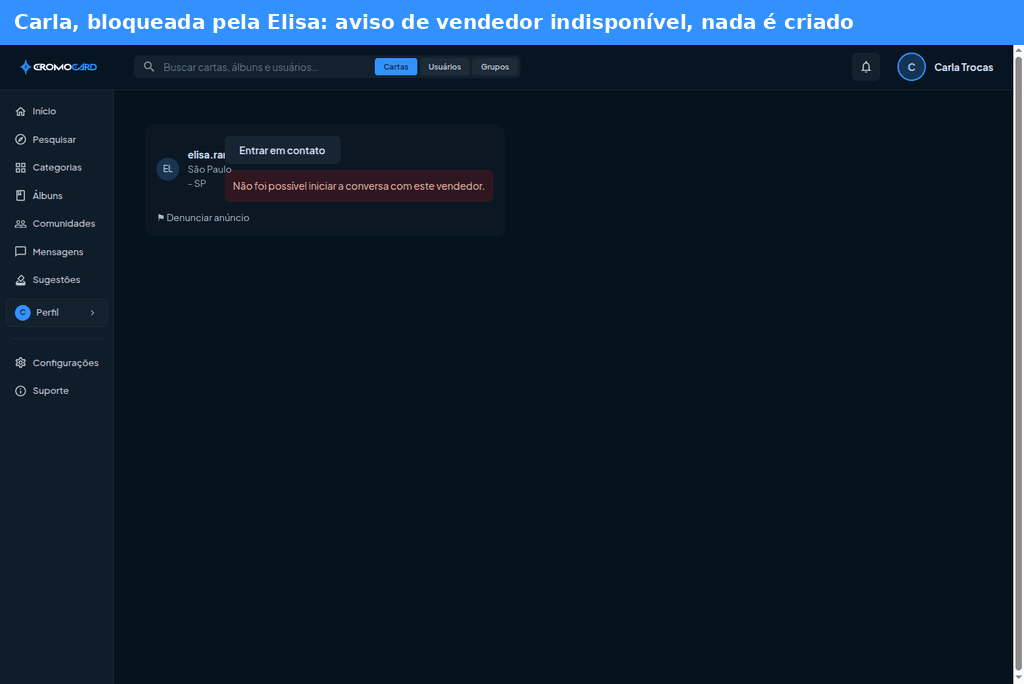 Carla, bloqueada pela Elisa: aviso de vendedor indisponível, nada é criado
CROMOCARD
Buscar cartas, álbuns e usuários...
Cartas
Usuários
Grupos
C
Carla Trocas
Início
Pesquisar
Categorias
Álbuns
Comunidades
Mensagens
Sugestões
C
Perfil
Configurações
Suporte
EL
São Paulo
- SP
Entrar em contato
Não foi possível iniciar a conversa com este vendedor.
Denunciar anúncio